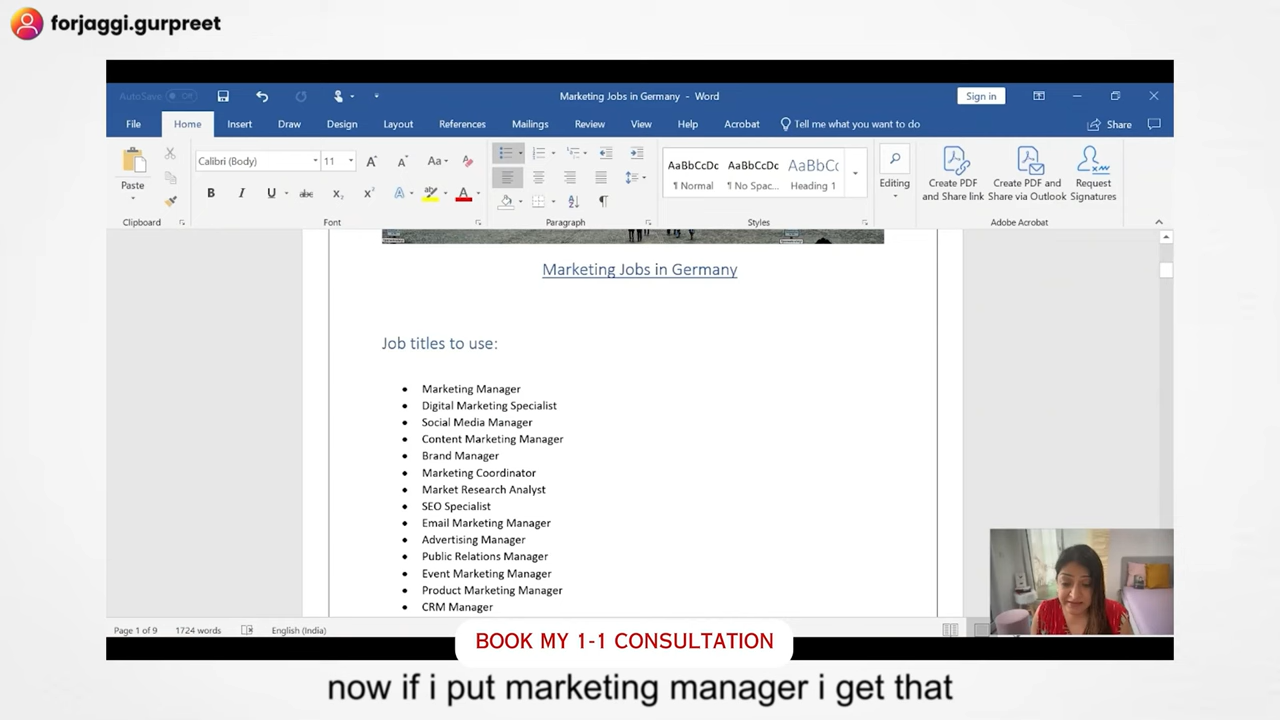 forjaggi.gurpreet
AutoSave Off
Marketing Jobs in Germany - Word
Sign in
File Home Insert Draw Design Layout References Mailings Review View Help Acrobat Tell me what you want to do Share
Calibri (Body) 11
Paste
Clipboard
Font
Paragraph
AaBbCcDc AaBbCcDc AaBbCc
¶ Normal ¶ No Spac... Heading 1
Styles
Editing
Create PDF and Share link
Create PDF and Share via Outlook
Request Signatures
Adobe Acrobat
Marketing Jobs in Germany
Job titles to use:
• Marketing Manager
• Digital Marketing Specialist
• Social Media Manager
• Content Marketing Manager
• Brand Manager
• Marketing Coordinator
• Market Research Analyst
• SEO Specialist
• Email Marketing Manager
• Advertising Manager
• Public Relations Manager
• Event Marketing Manager
• Product Marketing Manager
• CRM Manager
Page 1 of 9 1724 words English (India)
BOOK MY 1-1 CONSULTATION
now if i put marketing manager i get that